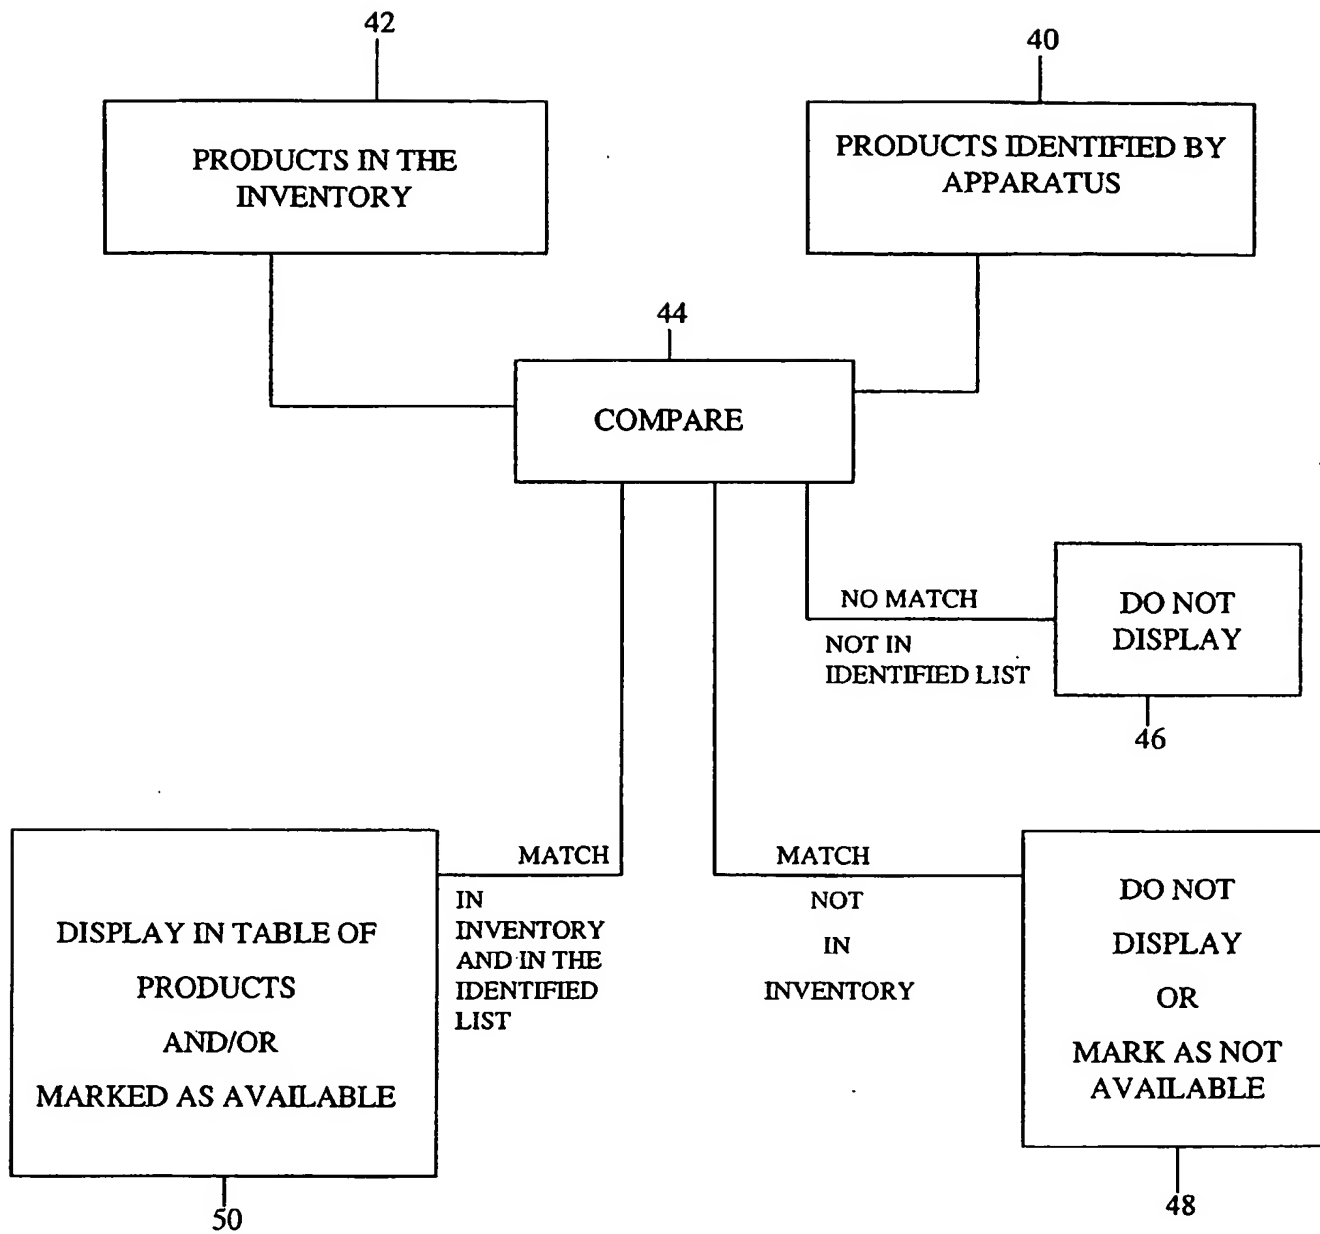 42
40
PRODUCTS IN THE
INVENTORY
PRODUCTS IDENTIFIED BY
APPARATUS
44
COMPARE
NO MATCH
NOT IN
IDENTIFIED LIST
DO NOT
DISPLAY
46
MATCH
IN
INVENTORY
AND IN THE
IDENTIFIED
LIST
MATCH
NOT
IN
INVENTORY
DISPLAY IN TABLE OF
PRODUCTS
AND/OR
MARKED AS AVAILABLE
50
DO NOT
DISPLAY
OR
MARK AS NOT
AVAILABLE
48